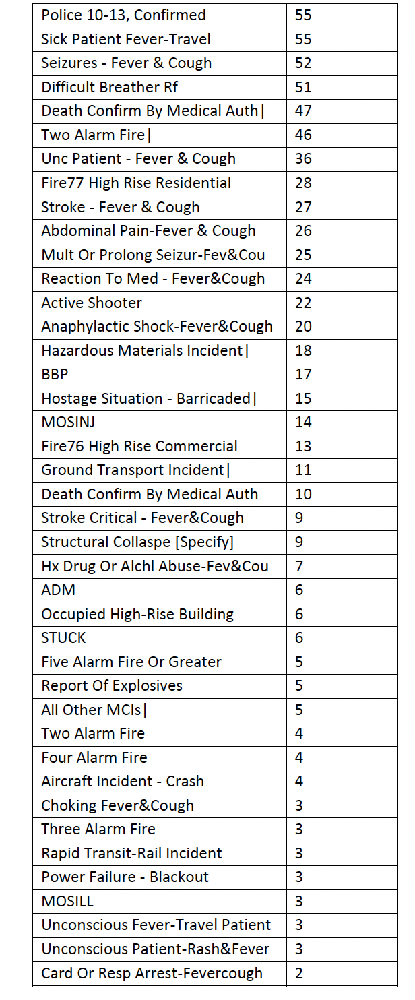 Police 10-13, Confirmed 55
Sick Patient Fever-Travel 55
Seizures - Fever & Cough 52
Difficult Breather Rf 51
Death Confirm By Medical Auth| 47
Two Alarm Fire| 46
Unc Patient - Fever & Cough 36
Fire77 High Rise Residential 28
Stroke - Fever & Cough 27
Abdominal Pain-Fever & Cough 26
Mult Or Prolong Seizur-Fev&Cou 25
Reaction To Med - Fever&Cough 24
Active Shooter 22
Anaphylactic Shock-Fever&Cough 20
Hazardous Materials Incident| 18
BBP 17
Hostage Situation - Barricaded| 15
MOSINJ 14
Fire76 High Rise Commercial 13
Ground Transport Incident| 11
Death Confirm By Medical Auth 10
Stroke Critical - Fever&Cough 9
Structural Collaspe [Specify] 9
Hx Drug Or Alchl Abuse-Fev&Cou 7
ADM 6
Occupied High-Rise Building 6
STUCK 6
Five Alarm Fire Or Greater 5
Report Of Explosives 5
All Other MCIs| 5
Two Alarm Fire 4
Four Alarm Fire 4
Aircraft Incident - Crash 4
Choking Fever&Cough 3
Three Alarm Fire 3
Rapid Transit-Rail Incident 3
Power Failure - Blackout 3
MOSILL 3
Unconscious Fever-Travel Patient 3
Unconscious Patient-Rash&Fever 3
Card Or Resp Arrest-Fevercough 2